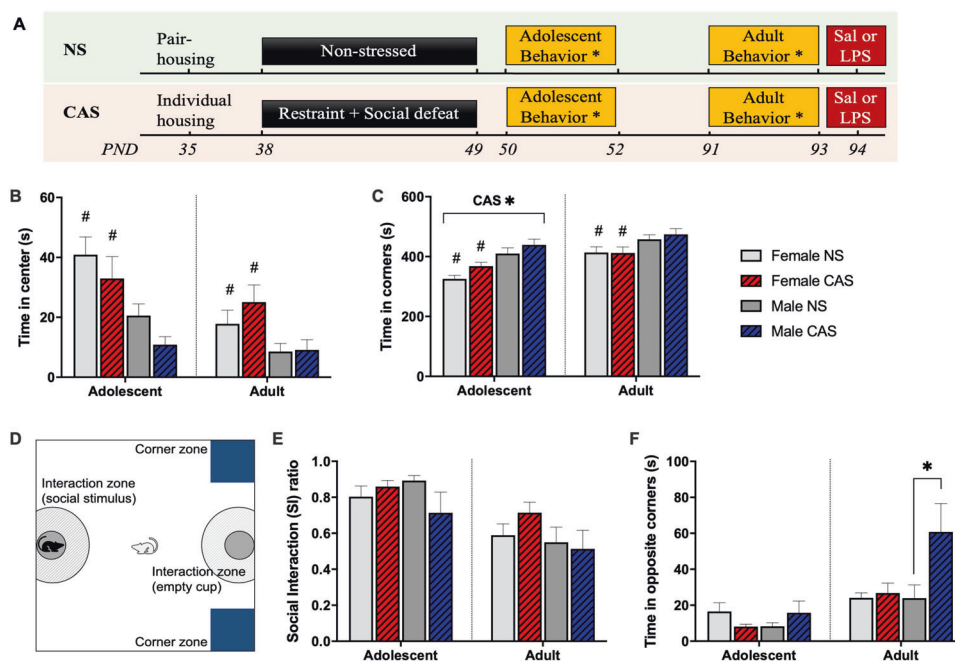 A
NS
Pair-
housing
Non-stressed
Adolescent
Behavior *
Adult
Behavior *
Sal or
LPS
CAS
Individual
housing
Restraint + Social defeat
Adolescent
Behavior *
Adult
Behavior *
Sal or
LPS
PND 35 38 49 50 52 91 93 94
B
Time in center (s)
60
40
20
0
# # # #
Adolescent Adult
C
Time in corners (s)
600
400
200
0
CAS *
# # # #
Adolescent Adult
Female NS
Female CAS
Male NS
Male CAS
D
Corner zone
Interaction zone
(social stimulus)
Interaction zone
(empty cup)
Corner zone
E
Social Interaction (SI) ratio
1.0
0.8
0.6
0.4
0.2
0.0
Adolescent Adult
F
Time in opposite corners (s)
100
80
60
40
20
0
*
Adolescent Adult